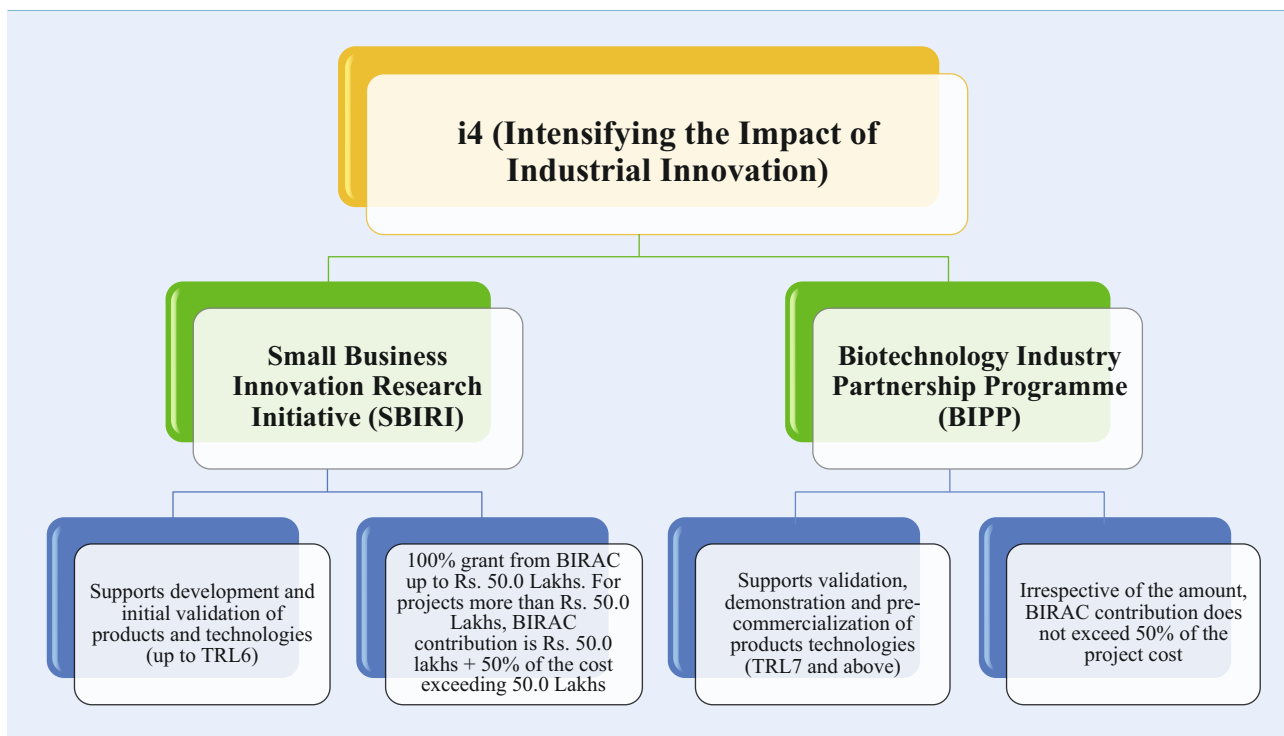 i4 (Intensifying the Impact of
Industrial Innovation)
Small Business
Innovation Research
Initiative (SBIRI)
Biotechnology Industry
Partnership Programme
(BIPP)
Supports development and
initial validation of
products and technologies
(up to TRL6)
100% grant from BIRAC
up to Rs. 50.0 Lakhs. For
projects more than Rs. 50.0
Lakhs, BIRAC
contribution is Rs. 50.0
lakhs + 50% of the cost
exceeding 50.0 Lakhs
Supports validation,
demonstration and pre-
commercialization of
products technologies
(TRL7 and above)
Irrespective of the amount,
BIRAC contribution does
not exceed 50% of the
project cost